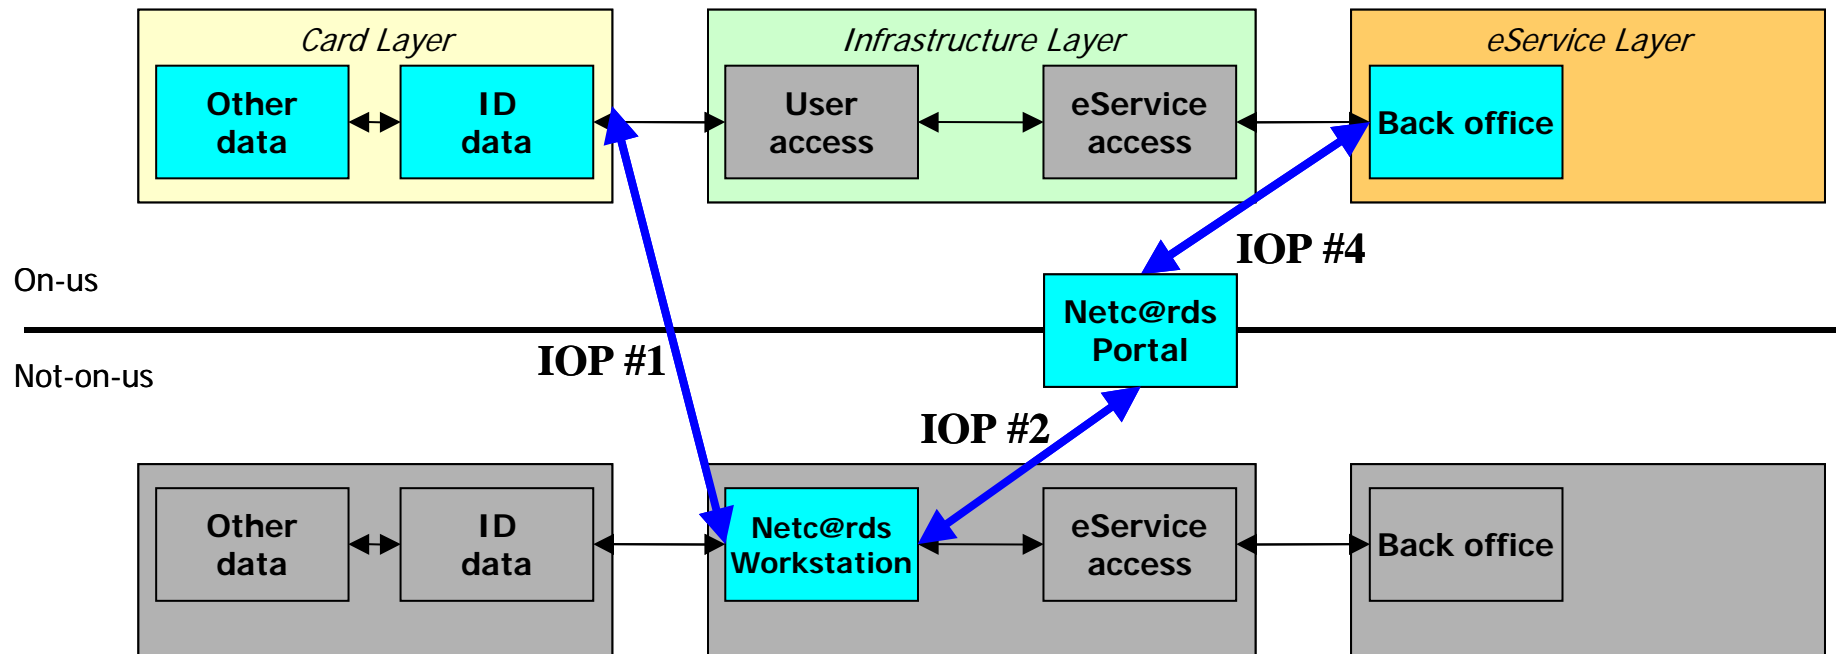 Card Layer
Infrastructure Layer
eService Layer
Other
data
ID
data
User
access
eService
access
Back office
IOP #4
On-us
Netc@rds
Portal
IOP #1
Not-on-us
IOP #2
Other
data
ID
data
Netc@rds
Workstation
eService
access
Back office